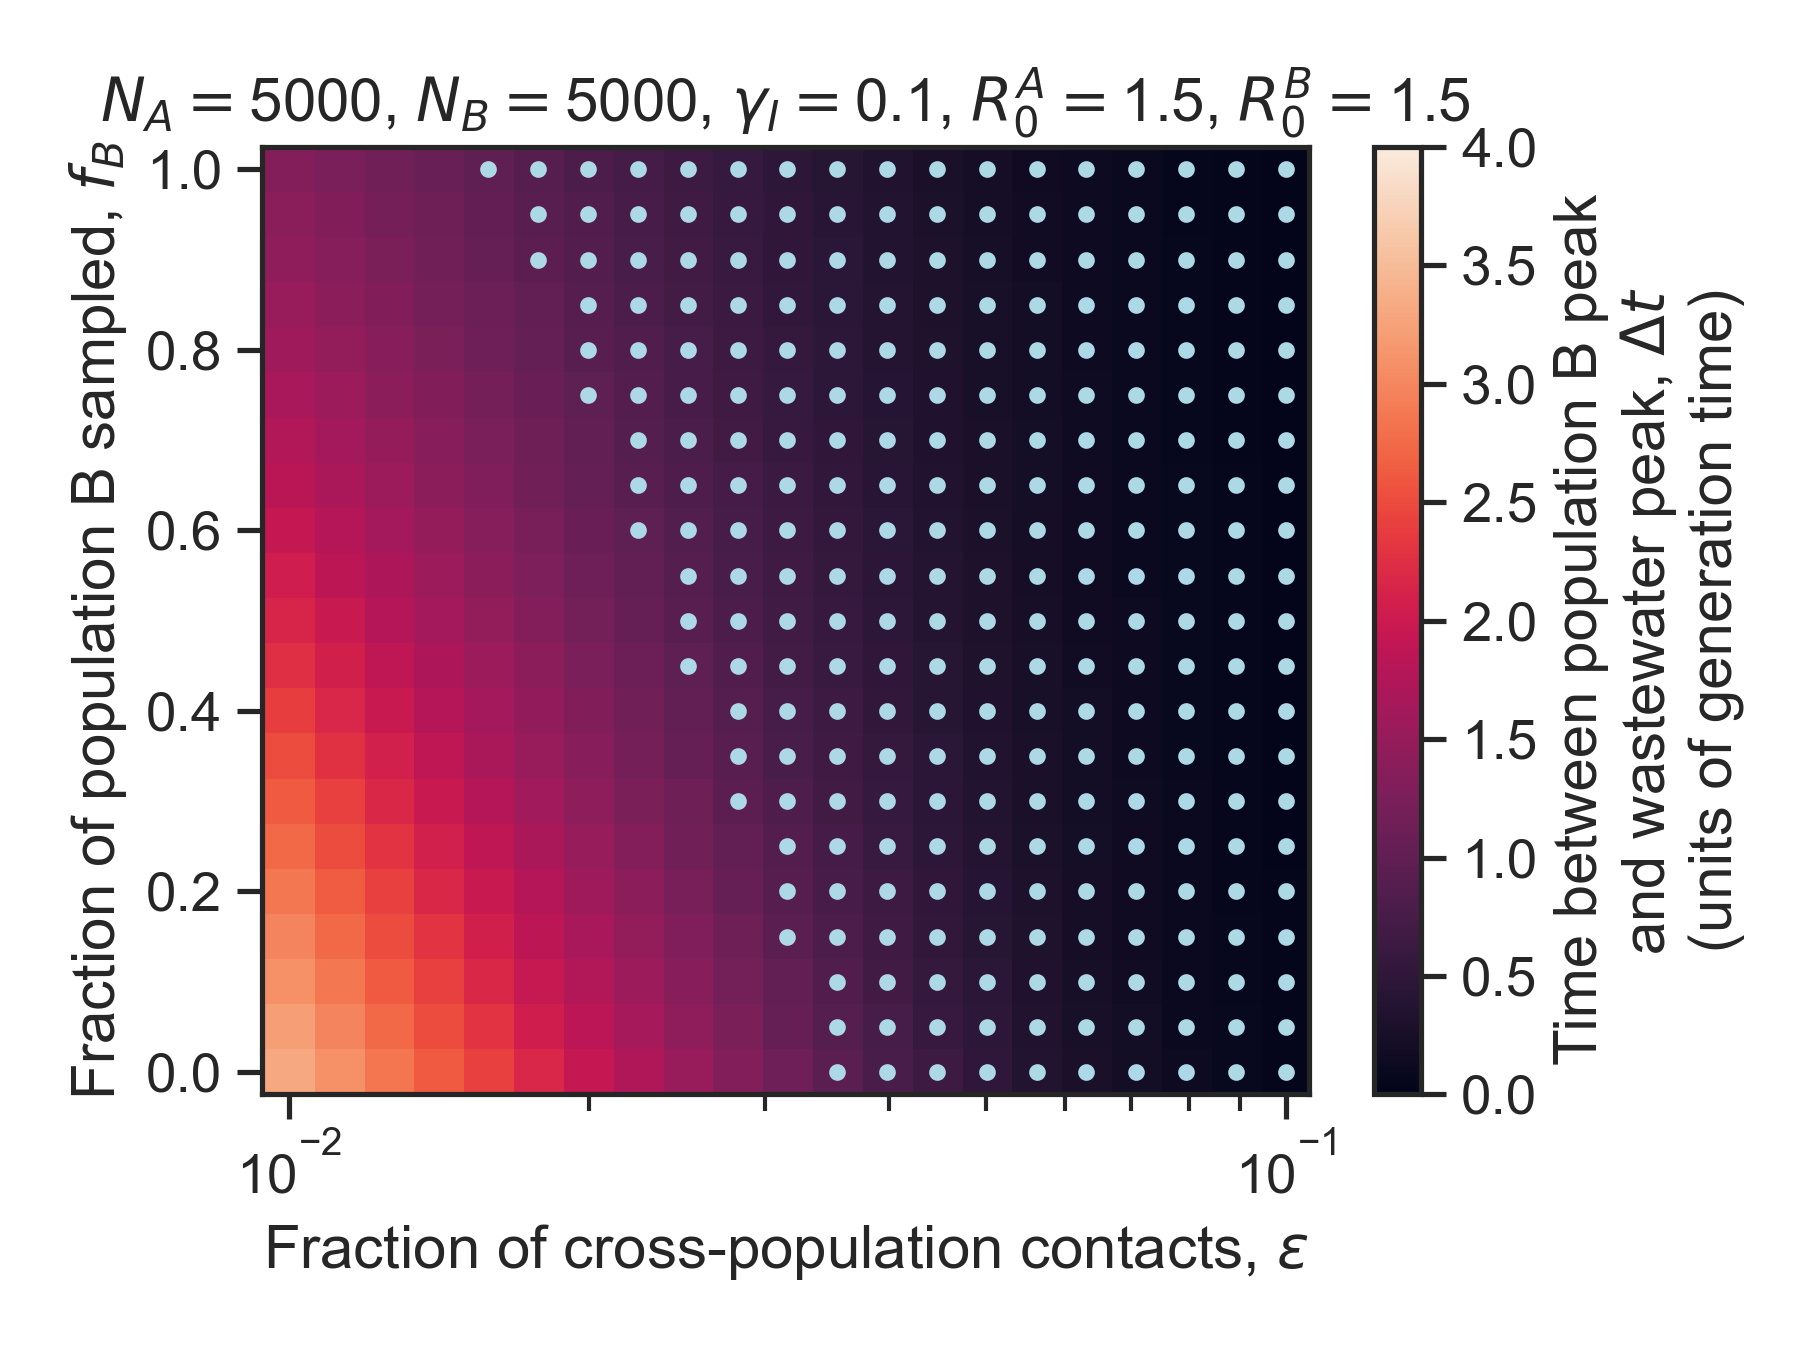 N_A = 5000, N_B = 5000, γ_I = 0.1, R_0^A = 1.5, R_0^B = 1.5
Fraction of population B sampled, f_B
1.0
0.8
0.6
0.4
0.2
0.0
10^−2
10^−1
Fraction of cross-population contacts, ε
4.0
3.5
3.0
2.5
2.0
1.5
1.0
0.5
0.0
Time between population B peak
and wastewater peak, Δt
(units of generation time)